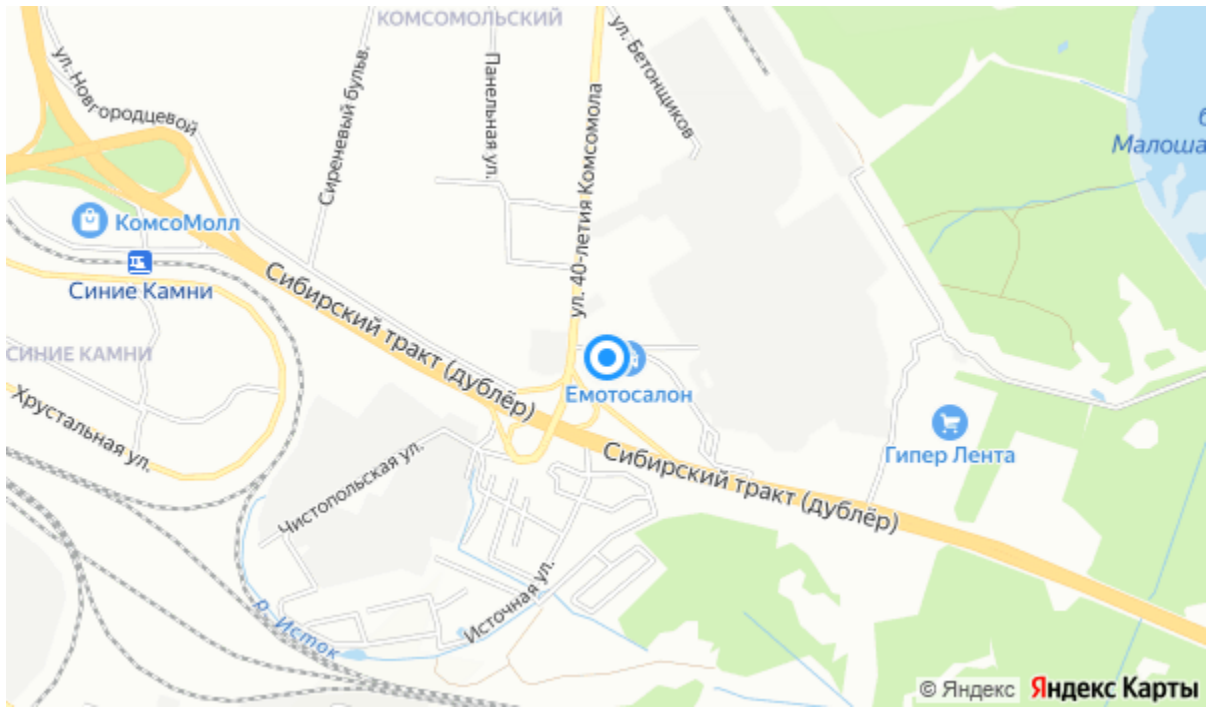 КОМСОМОЛЬСКИЙ
ул. Бетонщиков
ул. Новгородцевой
Сиреневый бульв.
Панельная ул.
ул. 40-летия Комсомола
Малоша
КомсоМолл
Синие Камни
СИНИЕ КАМНИ
Сибирский тракт (дублёр)
Хрустальная ул.
Емотосалон
Гипер Лента
Сибирский тракт (дублёр)
Чистопольская ул.
Источная ул.
р. Исток
© Яндекс Яндекс Карты